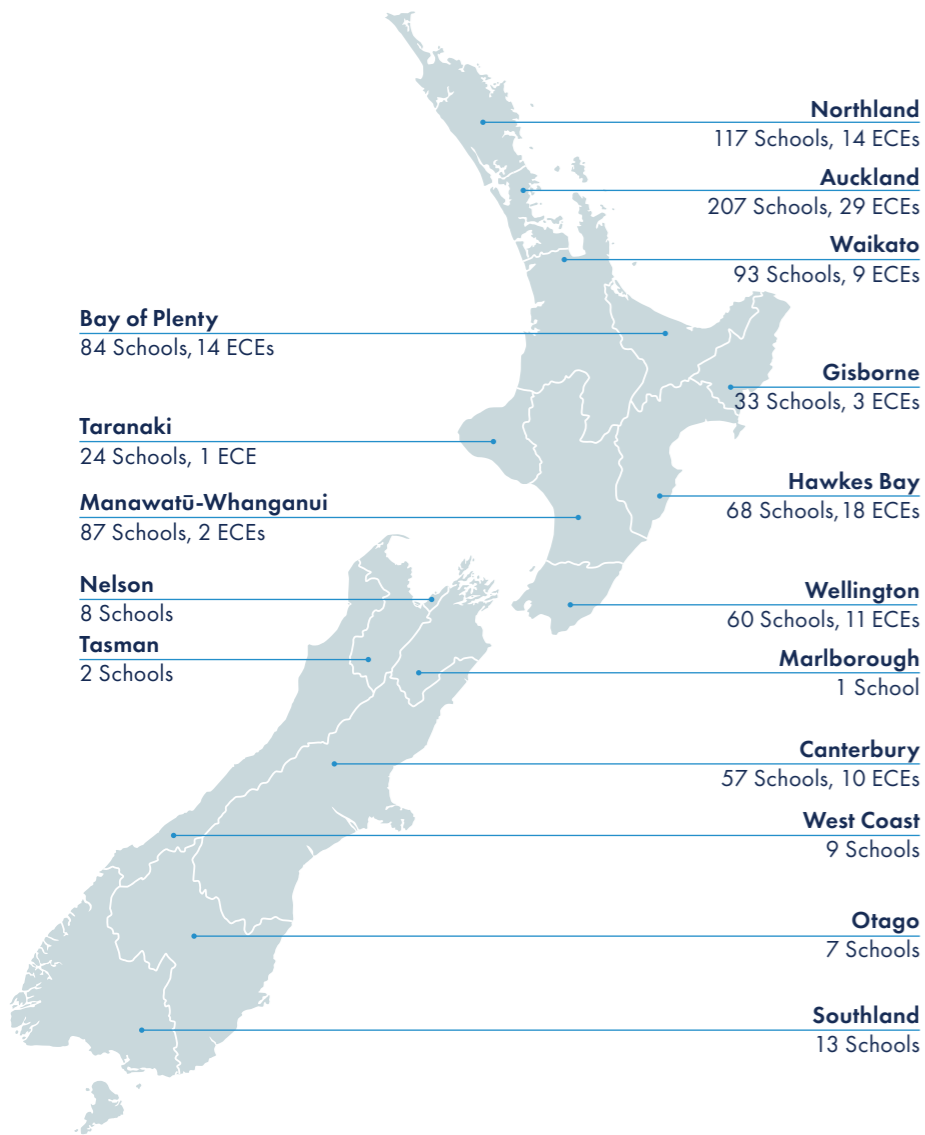 Northland
117 Schools, 14 ECEs
Auckland
207 Schools, 29 ECEs
Waikato
93 Schools, 9 ECEs
Bay of Plenty
84 Schools, 14 ECEs
Gisborne
33 Schools, 3 ECEs
Taranaki
24 Schools, 1 ECE
Hawkes Bay
68 Schools, 18 ECEs
Manawatū-Whanganui
87 Schools, 2 ECEs
Nelson
8 Schools
Wellington
60 Schools, 11 ECEs
Tasman
2 Schools
Marlborough
1 School
Canterbury
57 Schools, 10 ECEs
West Coast
9 Schools
Otago
7 Schools
Southland
13 Schools